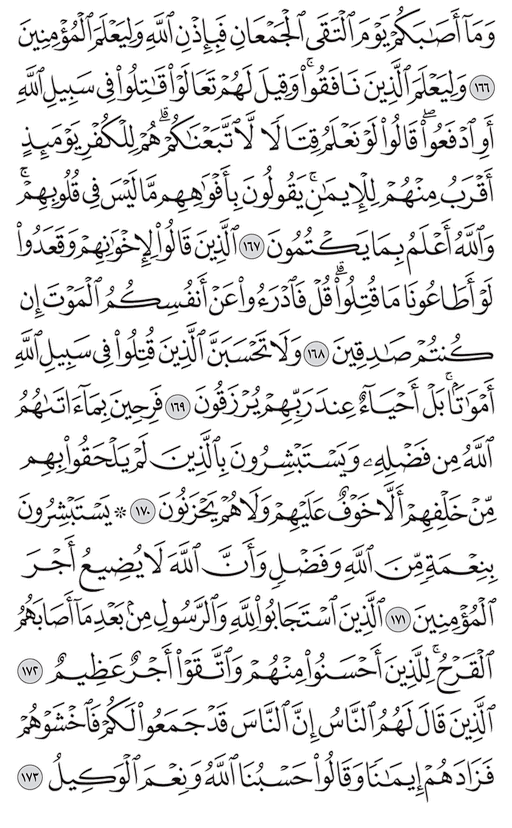 وَمَآ أَصَٰبَكُمْ يَوْمَ ٱلْتَقَى ٱلْجَمْعَانِ فَبِإِذْنِ ٱللَّهِ وَلِيَعْلَمَ ٱلْمُؤْمِنِينَ
١٦٦ وَلِيَعْلَمَ ٱلَّذِينَ نَافَقُوا۟ۚ وَقِيلَ لَهُمْ تَعَالَوْا۟ قَٰتِلُوا۟ فِى سَبِيلِ ٱللَّهِ
أَوِ ٱدْفَعُوا۟ۖ قَالُوا۟ لَوْ نَعْلَمُ قِتَالًا لَّٱتَّبَعْنَٰكُمْۗ هُمْ لِلْكُفْرِ يَوْمَئِذٍ
أَقْرَبُ مِنْهُمْ لِلْإِيمَٰنِۚ يَقُولُونَ بِأَفْوَٰهِهِم مَّا لَيْسَ فِى قُلُوبِهِمْۚ
وَٱللَّهُ أَعْلَمُ بِمَا يَكْتُمُونَ ١٦٧ ٱلَّذِينَ قَالُوا۟ لِإِخْوَٰنِهِمْ وَقَعَدُوا۟
لَوْ أَطَاعُونَا مَا قُتِلُوا۟ۗ قُلْ فَٱدْرَءُوا۟ عَنْ أَنفُسِكُمُ ٱلْمَوْتَ إِن
كُنتُمْ صَٰدِقِينَ ١٦٨ وَلَا تَحْسَبَنَّ ٱلَّذِينَ قُتِلُوا۟ فِى سَبِيلِ ٱللَّهِ
أَمْوَٰتًۢاۚ بَلْ أَحْيَآءٌ عِندَ رَبِّهِمْ يُرْزَقُونَ ١٦٩ فَرِحِينَ بِمَآ ءَاتَىٰهُمُ
ٱللَّهُ مِن فَضْلِهِۦ وَيَسْتَبْشِرُونَ بِٱلَّذِينَ لَمْ يَلْحَقُوا۟ بِهِم
مِّنْ خَلْفِهِمْ أَلَّا خَوْفٌ عَلَيْهِمْ وَلَا هُمْ يَحْزَنُونَ ١٧٠ ۞ يَسْتَبْشِرُونَ
بِنِعْمَةٍ مِّنَ ٱللَّهِ وَفَضْلٍ وَأَنَّ ٱللَّهَ لَا يُضِيعُ أَجْرَ
ٱلْمُؤْمِنِينَ ١٧١ ٱلَّذِينَ ٱسْتَجَابُوا۟ لِلَّهِ وَٱلرَّسُولِ مِنۢ بَعْدِ مَآ أَصَابَهُمُ
ٱلْقَرْحُۚ لِلَّذِينَ أَحْسَنُوا۟ مِنْهُمْ وَٱتَّقَوْا۟ أَجْرٌ عَظِيمٌ ١٧٢
ٱلَّذِينَ قَالَ لَهُمُ ٱلنَّاسُ إِنَّ ٱلنَّاسَ قَدْ جَمَعُوا۟ لَكُمْ فَٱخْشَوْهُمْ
فَزَادَهُمْ إِيمَٰنًا وَقَالُوا۟ حَسْبُنَا ٱللَّهُ وَنِعْمَ ٱلْوَكِيلُ ١٧٣